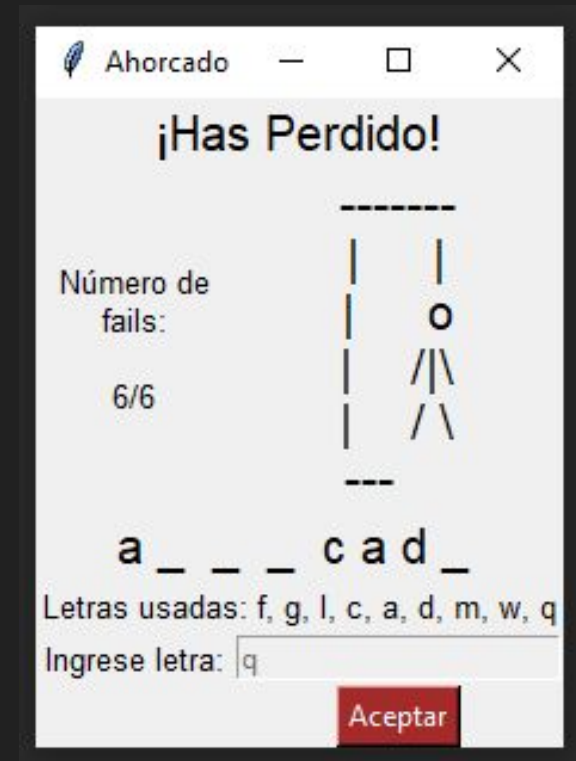 Ahorcado
¡Has Perdido!
-------
|      |
Número de
fails:
|      o
|     /|\
6/6
|     / \
---
a _ _ _ c a d _
Letras usadas: f, g, l, c, a, d, m, w, q
Ingrese letra: q
Aceptar